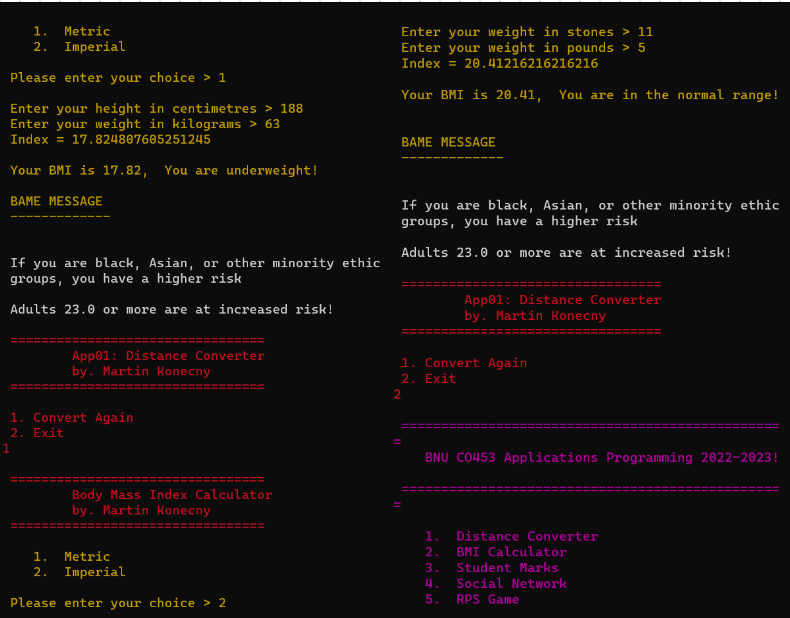 1.  Metric
2.  Imperial
Please enter your choice > 1
Enter your height in centimetres > 188
Enter your weight in kilograms > 63
Index = 17.824807605251245
Your BMI is 17.82,  You are underweight!
BAME MESSAGE
-------------
If you are black, Asian, or other minority ethic
groups, you have a higher risk
Adults 23.0 or more are at increased risk!
=================================
App01: Distance Converter
by. Martin Konecny
=================================
1. Convert Again
2. Exit
1
=================================
Body Mass Index Calculator
by. Martin Konecny
=================================
1.  Metric
2.  Imperial
Please enter your choice > 2
Enter your weight in stones > 11
Enter your weight in pounds > 5
Index = 20.41216216216216
Your BMI is 20.41,  You are in the normal range!
BAME MESSAGE
-------------
If you are black, Asian, or other minority ethic
groups, you have a higher risk
Adults 23.0 or more are at increased risk!
=================================
App01: Distance Converter
by. Martin Konecny
=================================
1. Convert Again
2. Exit
2
================================================
=
BNU CO453 Applications Programming 2022-2023!
================================================
=
1.  Distance Converter
2.  BMI Calculator
3.  Student Marks
4.  Social Network
5.  RPS Game